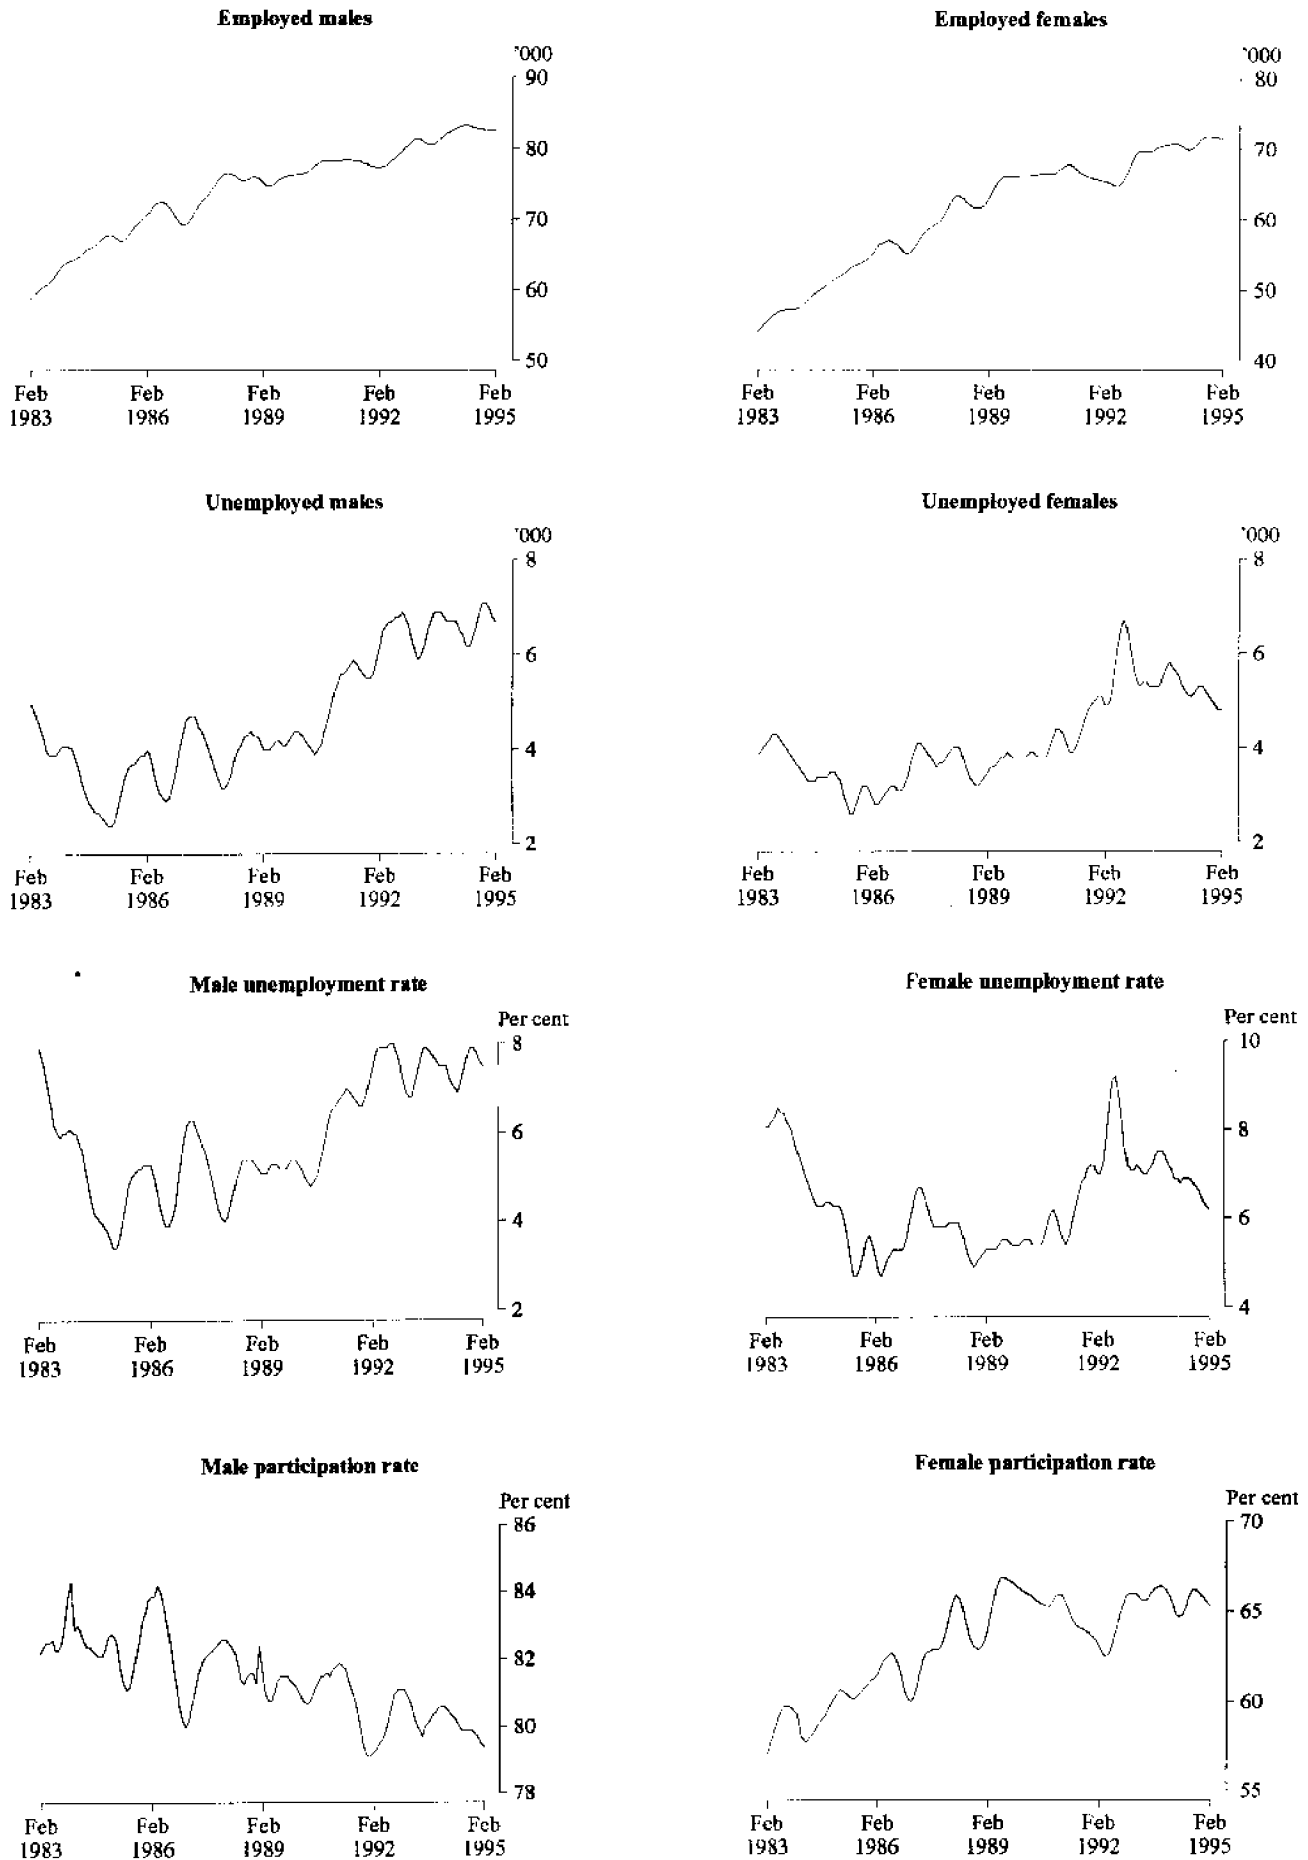 Employed males
'000
90
80
70
60
50
Feb Feb Feb Feb Feb
1983 1986 1989 1992 1995
Employed females
'000
80
70
60
50
40
Feb Feb Feb Feb Feb
1983 1986 1989 1992 1995
Unemployed males
'000
8
6
4
2
Feb Feb Feb Feb Feb
1983 1986 1989 1992 1995
Unemployed females
'000
8
6
4
2
Feb Feb Feb Feb Feb
1983 1986 1989 1992 1995
Male unemployment rate
Per cent
8
6
4
2
Feb Feb Feb Feb Feb
1983 1986 1989 1992 1995
Female unemployment rate
Per cent
10
8
6
4
Feb Feb Feb Feb Feb
1983 1986 1989 1992 1995
Male participation rate
Per cent
86
84
82
80
78
Feb Feb Feb Feb Feb
1983 1986 1989 1992 1995
Female participation rate
Per cent
70
65
60
55
Feb Feb Feb Feb Feb
1983 1986 1989 1992 1995